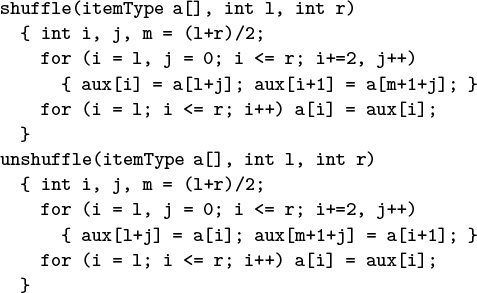 shuffle(itemType a[], int l, int r)
  { int i, j, m = (l+r)/2;
    for (i = l, j = 0; i <= r; i+=2, j++)
      { aux[i] = a[l+j]; aux[i+1] = a[m+1+j]; }
    for (i = l; i <= r; i++) a[i] = aux[i];
  }
unshuffle(itemType a[], int l, int r)
  { int i, j, m = (l+r)/2;
    for (i = l, j = 0; i <= r; i+=2, j++)
      { aux[l+j] = a[i]; aux[m+1+j] = a[i+1]; }
    for (i = l; i <= r; i++) a[i] = aux[i];
  }